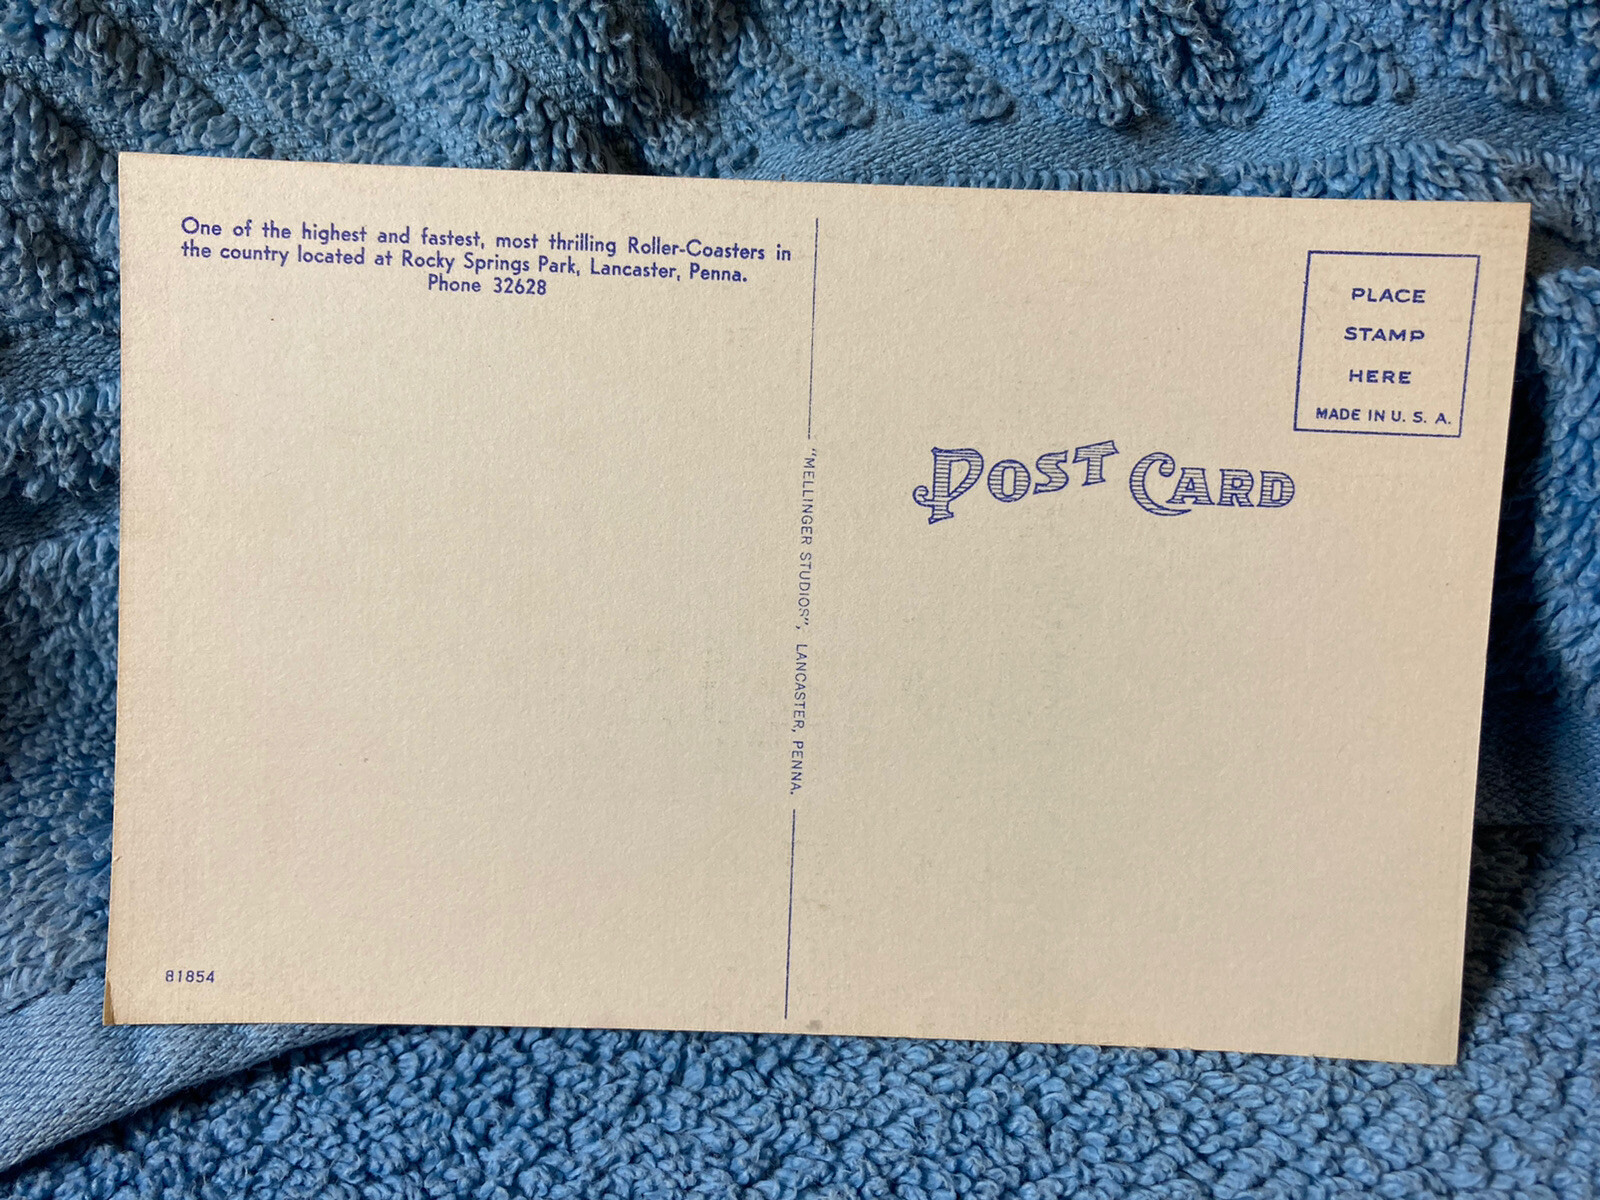 One of the highest and fastest, most thrilling Roller-Coasters in
the country located at Rocky Springs Park, Lancaster, Penna.
Phone 32628
81854
"MELLINGER STUDIOS", LANCASTER, PENNA.
PLACE
STAMP
HERE
MADE IN U. S. A.
POST CARD